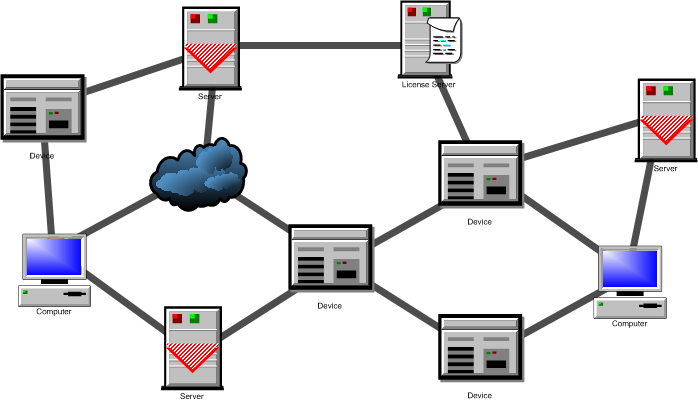 License Server
Server
Device
Server
Device
Device
Computer
Computer
Server
Device